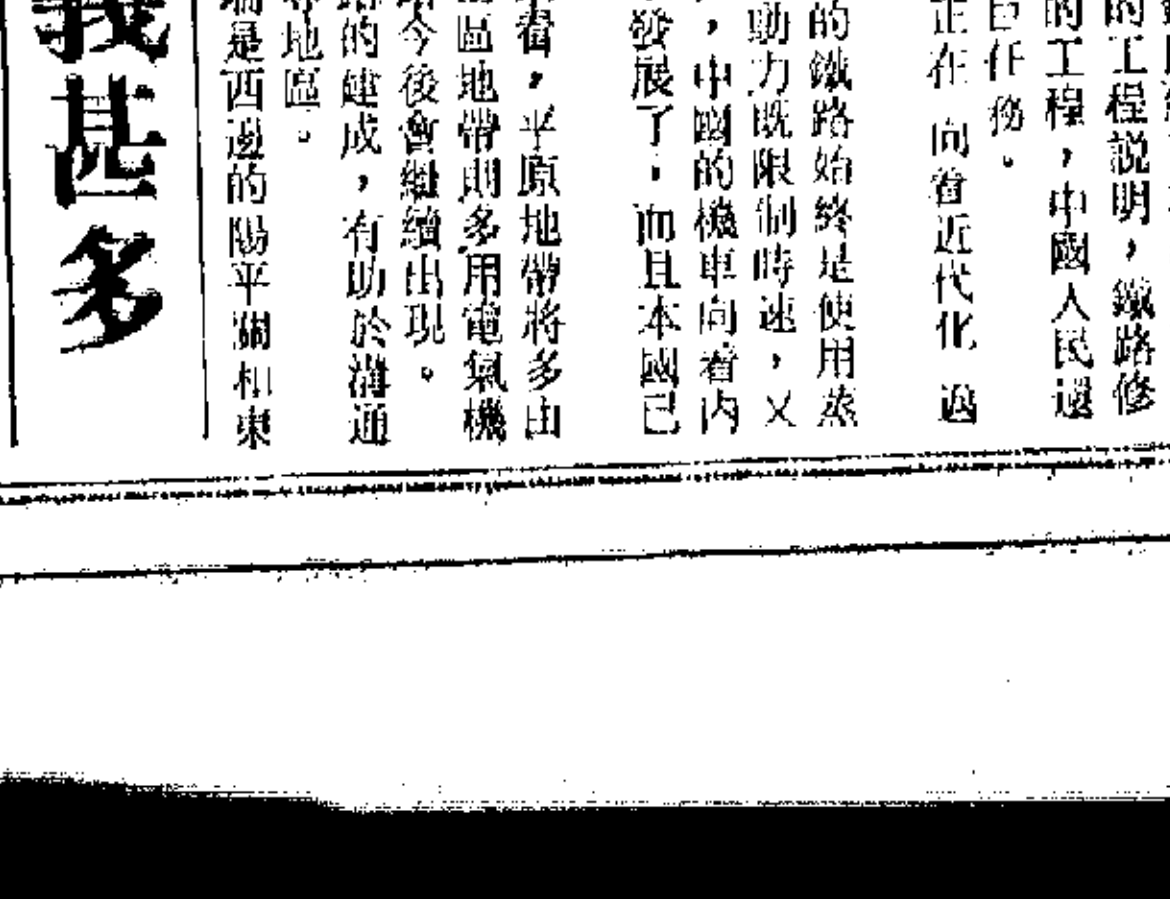 的工程説明，鐵路修
的工程，中國人民還
巨任務。
正在向着近代化邁
的鐵路始終是使用蒸
動力既限制時速，又
，中國的機車向着内
發展了；而且本國已
看，平原地帶將多由
區地帶則多用電氣機
今後會繼續出現。
的建成，有助於溝通
地區。
端是西邊的陽平關和東
義甚多